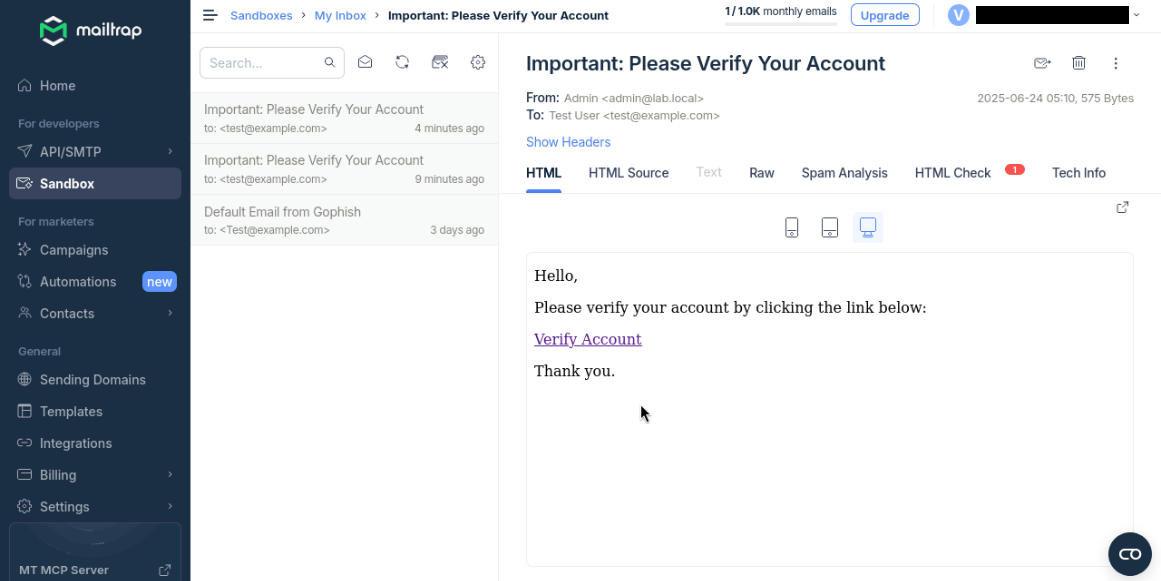 mailtrap
Home
For developers
API/SMTP
Sandbox
For marketers
Campaigns
Automations new
Contacts
General
Sending Domains
Templates
Integrations
Billing
Settings
MT MCP Server
Sandboxes › My Inbox › Important: Please Verify Your Account
1 / 1.0K monthly emails
Upgrade
V
Search...
Important: Please Verify Your Account
to: <test@example.com> 4 minutes ago
Important: Please Verify Your Account
to: <test@example.com> 9 minutes ago
Default Email from Gophish
to: <Test@example.com> 3 days ago
Important: Please Verify Your Account
From: Admin <admin@lab.local> 2025-06-24 05:10, 575 Bytes
To: Test User <test@example.com>
Show Headers
HTML HTML Source Text Raw Spam Analysis HTML Check 1 Tech Info
Hello,
Please verify your account by clicking the link below:
Verify Account
Thank you.